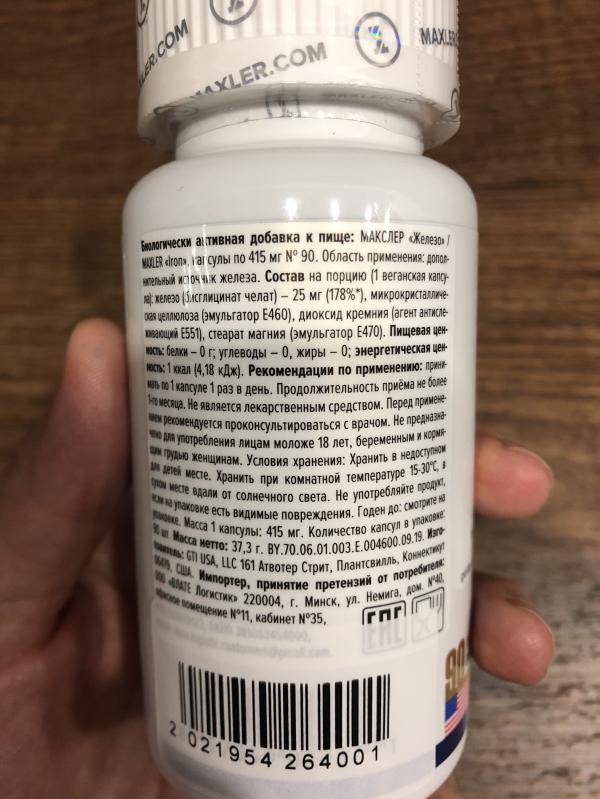 MAXLER.COM
MAXLER.COM
Биологически активная добавка к пище: МАКСЛЕР «Железо» /
MAXLER «Iron», капсулы по 415 мг № 90. Область применения: допол-
нительный источник железа. Состав на порцию (1 веганская капсу-
ла): железо (бисглицинат челат) – 25 мг (178%*), микрокристалличе-
ская целлюлоза (эмульгатор Е460), диоксид кремния (агент антисле-
живающий Е551), стеарат магния (эмульгатор Е470). Пищевая цен-
ность: белки – 0 г; углеводы – 0, жиры – 0; энергетическая цен-
ность: 1 ккал (4,18 кДж). Рекомендации по применению: прини-
мать по 1 капсуле 1 раз в день. Продолжительность приёма не более
1-го месяца. Не является лекарственным средством. Перед примене-
нием рекомендуется проконсультироваться с врачом. Не предназна-
чено для употребления лицам моложе 18 лет, беременным и кормя-
щим грудью женщинам. Условия хранения: Хранить в недоступном
для детей месте. Хранить при комнатной температуре 15-30°С, в
сухом месте вдали от солнечного света. Не употребляйте продукт,
если на упаковке есть видимые повреждения. Годен до: смотрите на
упаковке. Масса 1 капсулы: 415 мг. Количество капсул в упаковке:
90 шт. Масса нетто: 37,3 г. BY.70.06.01.003.E.004600.09.19. Изго-
товитель: GTI USA, LLC 161 Атвотер Стрит, Плантсвилль, Коннектикут
06479, США. Импортер, принятие претензий от потребителя:
ООО «ВЛАТЕ Логистик» 220004, г. Минск, ул. Немига, дом. №40,
офисное помещение №11, кабинет №35,
EAC
90
2 021954 264001